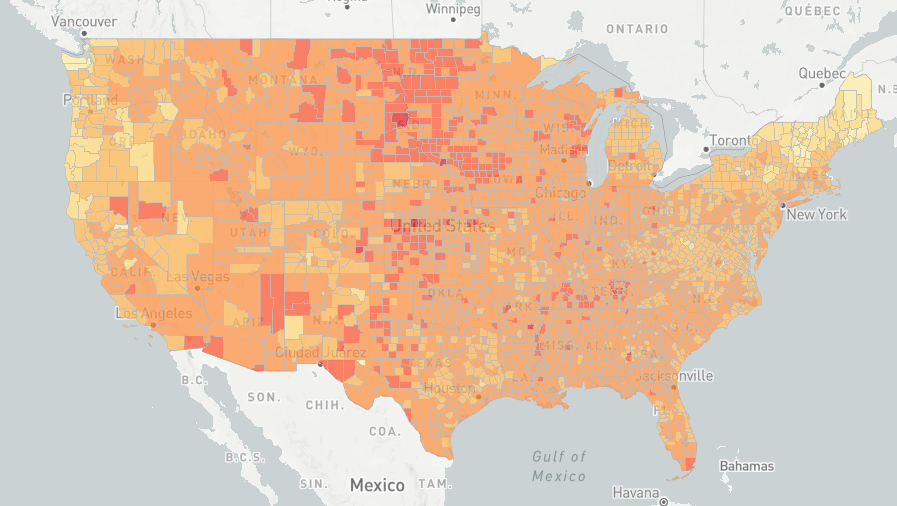 Winnipeg
QUÉBEC
Vancouver
ONTARIO
WASH.
Quebec
MONTANA
N.D.
MINN.
Portland
MAINE
Toronto
MICH.
WIS.
IDAHO
S.D.
Madison
Detroit
WYO.
Chicago
NEBR.
IOWA
New York
NEV.
United States
ILL.
IND.
OHIO
UTAH
COLO.
MO.
KY.
CALIF.
Las Vegas
OKLA.
ARK.
TENN.
N.C.
Los Angeles
ARIZ.
N.M.
S.C.
Ciudad Juárez
MISS.
ALA.
GA.
TEXAS
B.C.
Houston
LA.
Jacksonville
SON.
CHIH.
COA.
B.C.S.
Gulf of
Mexico
Bahamas
SIN.
Mexico
TAM.
Havana